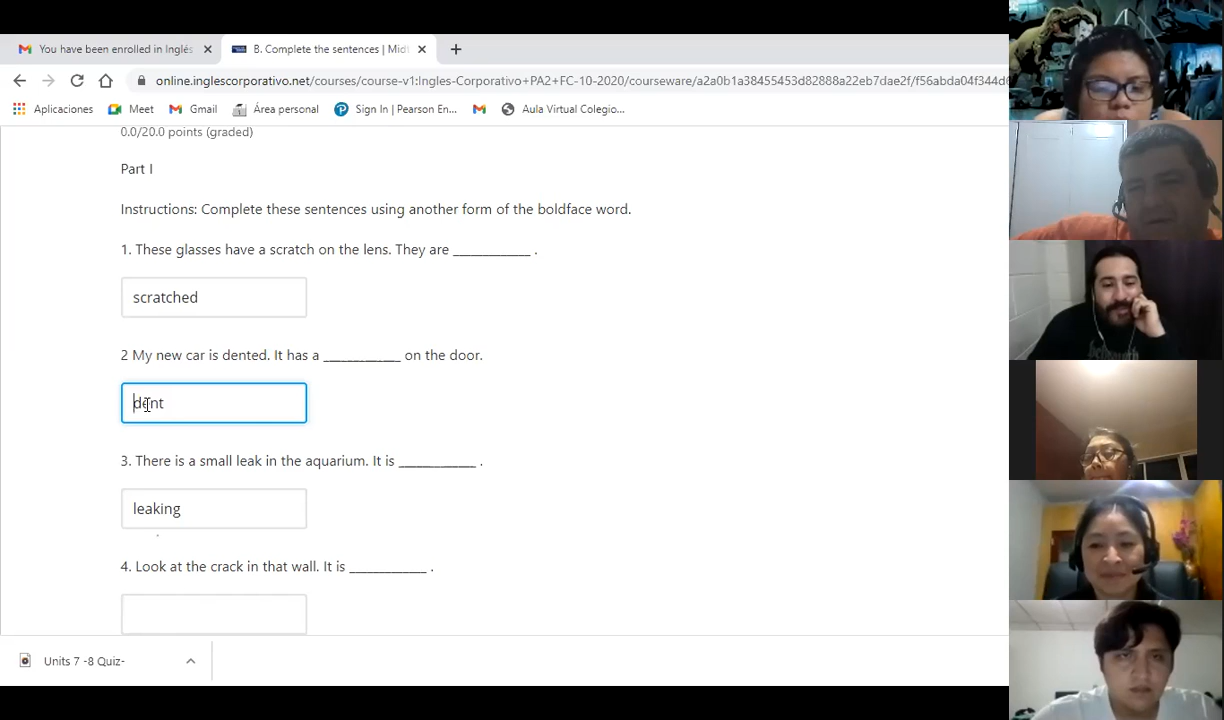 You have been enrolled in Inglés
B. Complete the sentences | Midt
online.inglescorporativo.net/courses/course-v1:Ingles-Corporativo+PA2+FC-10-2020/courseware/a2a0b1a38455453d82888a22eb7dae2f/f56abda04f344d
Aplicaciones
Meet
Gmail
Área personal
Sign In | Pearson En...
Aula Virtual Colegio...
0.0/20.0 points (graded)
Part I
Instructions: Complete these sentences using another form of the boldface word.
1. These glasses have a scratch on the lens. They are ____________ .
scratched
2 My new car is dented. It has a ____________ on the door.
dent
3. There is a small leak in the aquarium. It is ____________ .
leaking
4. Look at the crack in that wall. It is ____________ .
Units 7 -8 Quiz-